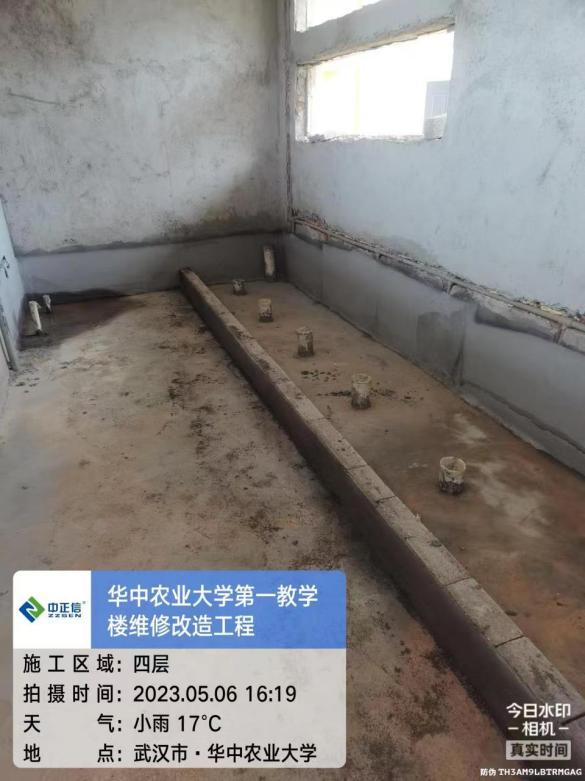 中正信®
ZZSEN
华中农业大学第一教学
楼维修改造工程
施工区域：四层
拍摄时间：2023.05.06 16:19
天气：小雨 17°C
地点：武汉市·华中农业大学
今日水印
-相机-
真实时间
防伪 TH3AM9LBTRMGAG